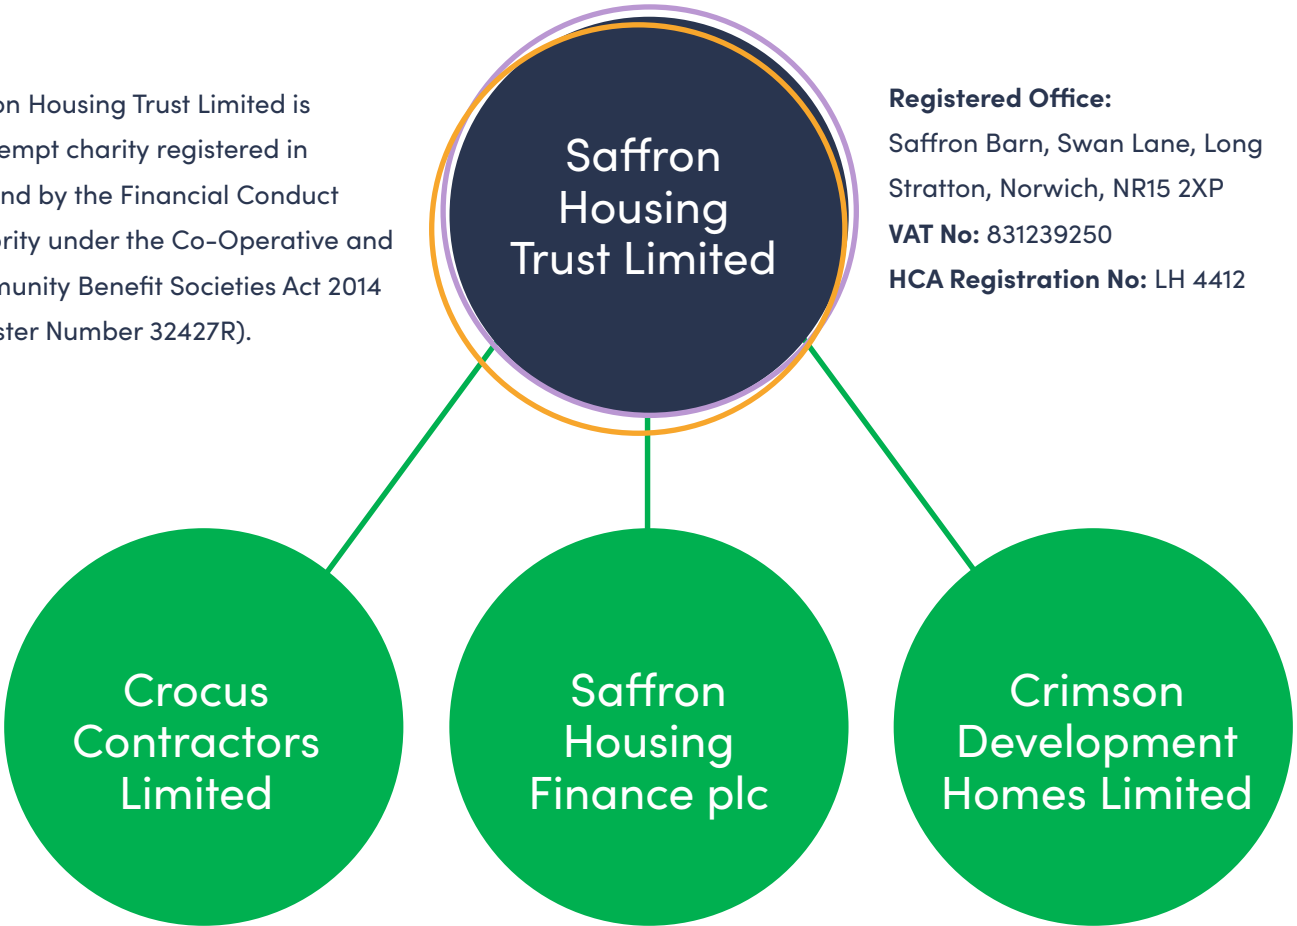 on Housing Trust Limited is
empt charity registered in
nd by the Financial Conduct
rity under the Co-Operative and
munity Benefit Societies Act 2014
ster Number 32427R).
Saffron
Housing
Trust Limited
Registered Office:
Saffron Barn, Swan Lane, Long
Stratton, Norwich, NR15 2XP
VAT No: 831239250
HCA Registration No: LH 4412
Crocus
Contractors
Limited
Saffron
Housing
Finance plc
Crimson
Development
Homes Limited